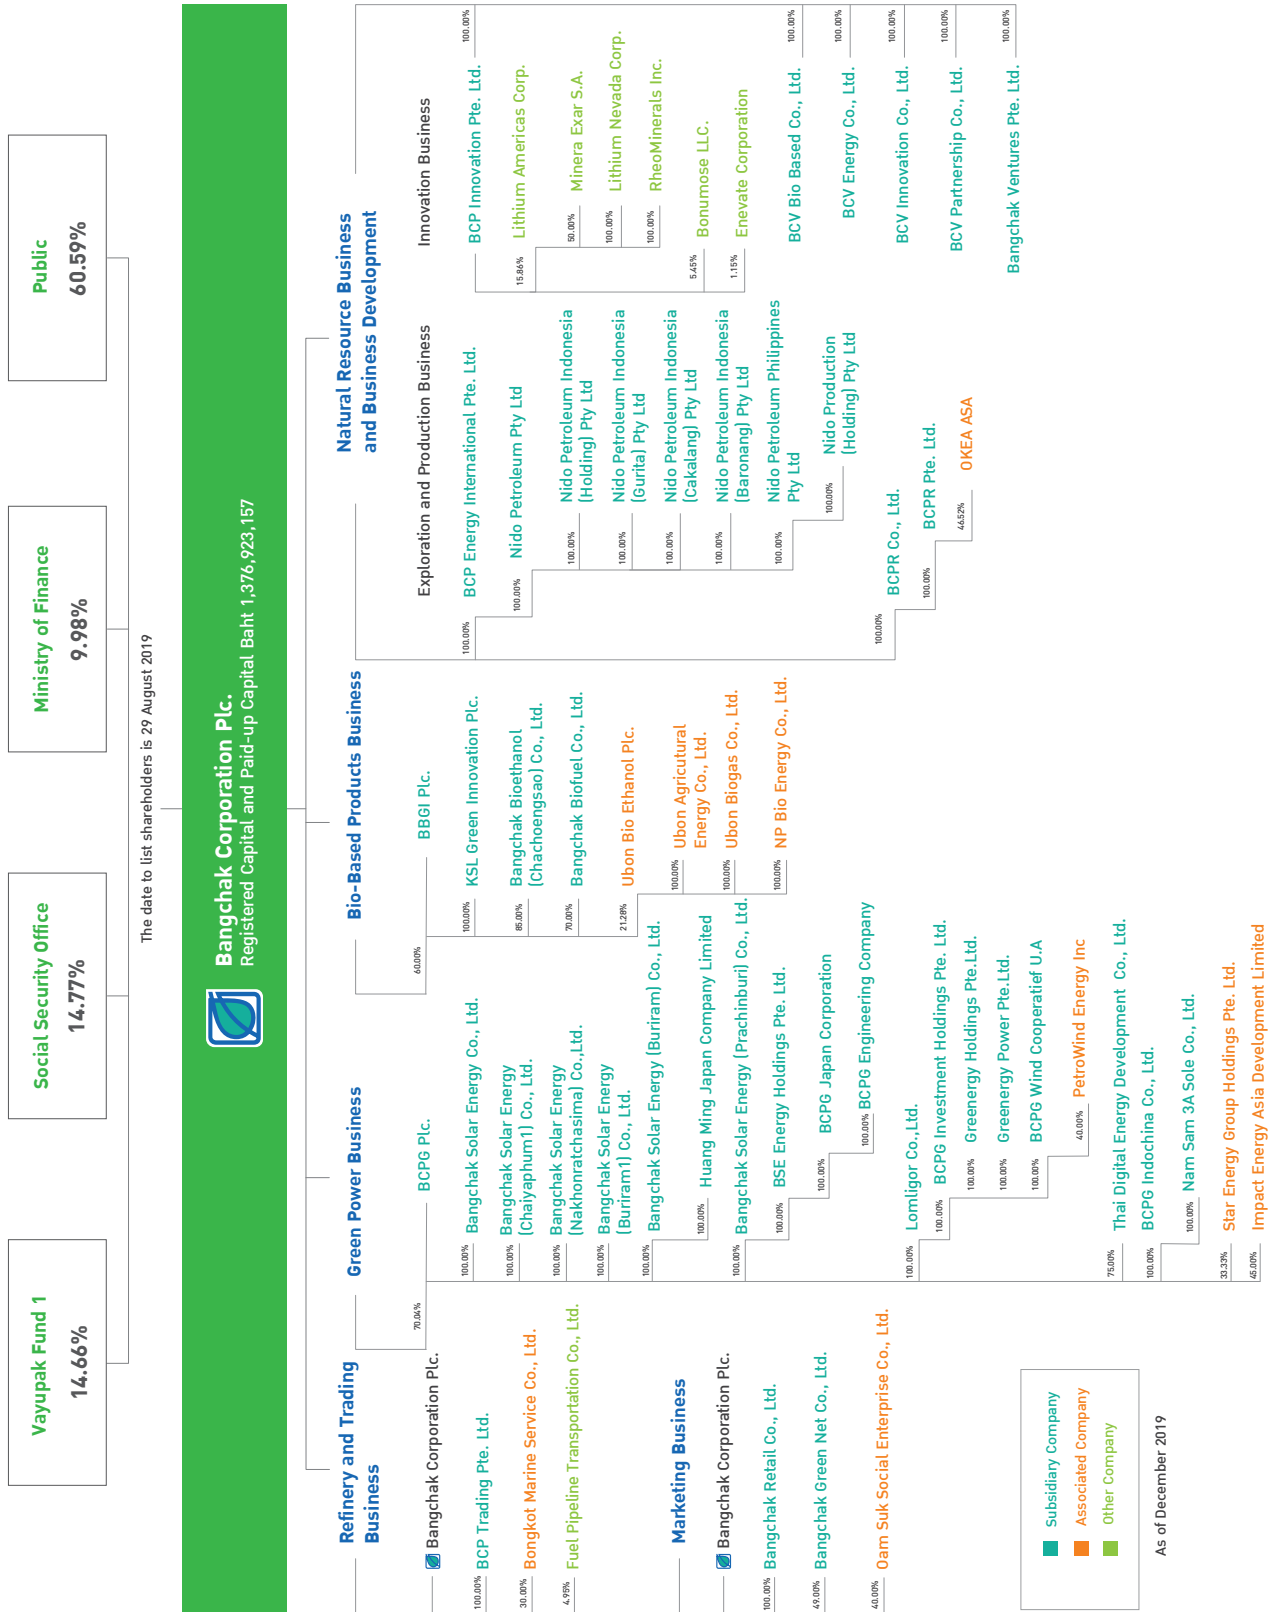 Vayupak Fund 1
14.66%
Social Security Office
14.77%
Ministry of Finance
9.98%
Public
60.59%
The date to list shareholders is 29 August 2019
Bangchak Corporation Plc.
Registered Capital and Paid-up Capital Baht 1,376,923,157
Refinery and Trading
Business
Bangchak Corporation Plc.
100.00%
BCP Trading Pte. Ltd.
30.00%
Bongkot Marine Service Co., Ltd.
4.95%
Fuel Pipeline Transportation Co., Ltd.
Marketing Business
Bangchak Corporation Plc.
100.00%
Bangchak Retail Co., Ltd.
49.00%
Bangchak Green Net Co., Ltd.
40.00%
Oam Suk Social Enterprise Co., Ltd.
Green Power Business
70.04%
BCPG Plc.
100.00%
Bangchak Solar Energy Co., Ltd.
100.00%
Bangchak Solar Energy
(Chaiyaphum1) Co., Ltd.
100.00%
Bangchak Solar Energy
(Nakhonratchasima) Co.,Ltd.
100.00%
Bangchak Solar Energy
(Buriram1) Co., Ltd.
100.00%
Bangchak Solar Energy (Buriram) Co., Ltd.
100.00%
Huang Ming Japan Company Limited
100.00%
Bangchak Solar Energy (Prachinburi) Co., Ltd.
100.00%
BSE Energy Holdings Pte. Ltd.
100.00%
BCPG Japan Corporation
100.00%
BCPG Engineering Company
100.00%
Lomligor Co.,Ltd.
100.00%
BCPG Investment Holdings Pte. Ltd.
100.00%
Greenergy Holdings Pte.Ltd.
100.00%
Greenergy Power Pte.Ltd.
100.00%
BCPG Wind Cooperatief U.A
40.00%
PetroWind Energy Inc
75.00%
Thai Digital Energy Development Co., Ltd.
100.00%
BCPG Indochina Co., Ltd.
100.00%
Nam Sam 3A Sole Co., Ltd.
33.33%
Star Energy Group Holdings Pte. Ltd.
45.00%
Impact Energy Asia Development Limited
Bio-Based Products Business
60.00%
BBGI Plc.
100.00%
KSL Green Innovation Plc.
85.00%
Bangchak Bioethanol
(Chachoengsao) Co., Ltd.
70.00%
Bangchak Biofuel Co., Ltd.
21.28%
Ubon Bio Ethanol Plc.
100.00%
Ubon Agricutural
Energy Co., Ltd.
100.00%
Ubon Biogas Co., Ltd.
100.00%
NP Bio Energy Co., Ltd.
Natural Resource Business
and Business Development
Exploration and Production Business
100.00%
BCP Energy International Pte. Ltd.
100.00%
Nido Petroleum Pty Ltd
100.00%
Nido Petroleum Indonesia
(Holding) Pty Ltd
100.00%
Nido Petroleum Indonesia
(Gurita) Pty Ltd
100.00%
Nido Petroleum Indonesia
(Cakalang) Pty Ltd
100.00%
Nido Petroleum Indonesia
(Baronang) Pty Ltd
100.00%
Nido Petroleum Philippines
Pty Ltd
100.00%
Nido Production
(Holding) Pty Ltd
100.00%
BCPR Co., Ltd.
100.00%
BCPR Pte. Ltd.
46.52%
OKEA ASA
Innovation Business
100.00%
BCP Innovation Pte. Ltd.
15.86%
Lithium Americas Corp.
50.00%
Minera Exar S.A.
100.00%
Lithium Nevada Corp.
100.00%
RheoMinerals Inc.
5.45%
Bonumose LLC.
1.15%
Enevate Corporation
BCV Bio Based Co., Ltd.
100.00%
BCV Energy Co., Ltd.
100.00%
BCV Innovation Co., Ltd.
100.00%
BCV Partnership Co., Ltd.
100.00%
Bangchak Ventures Pte. Ltd.
100.00%
Subsidiary Company
Associated Company
Other Company
As of December 2019